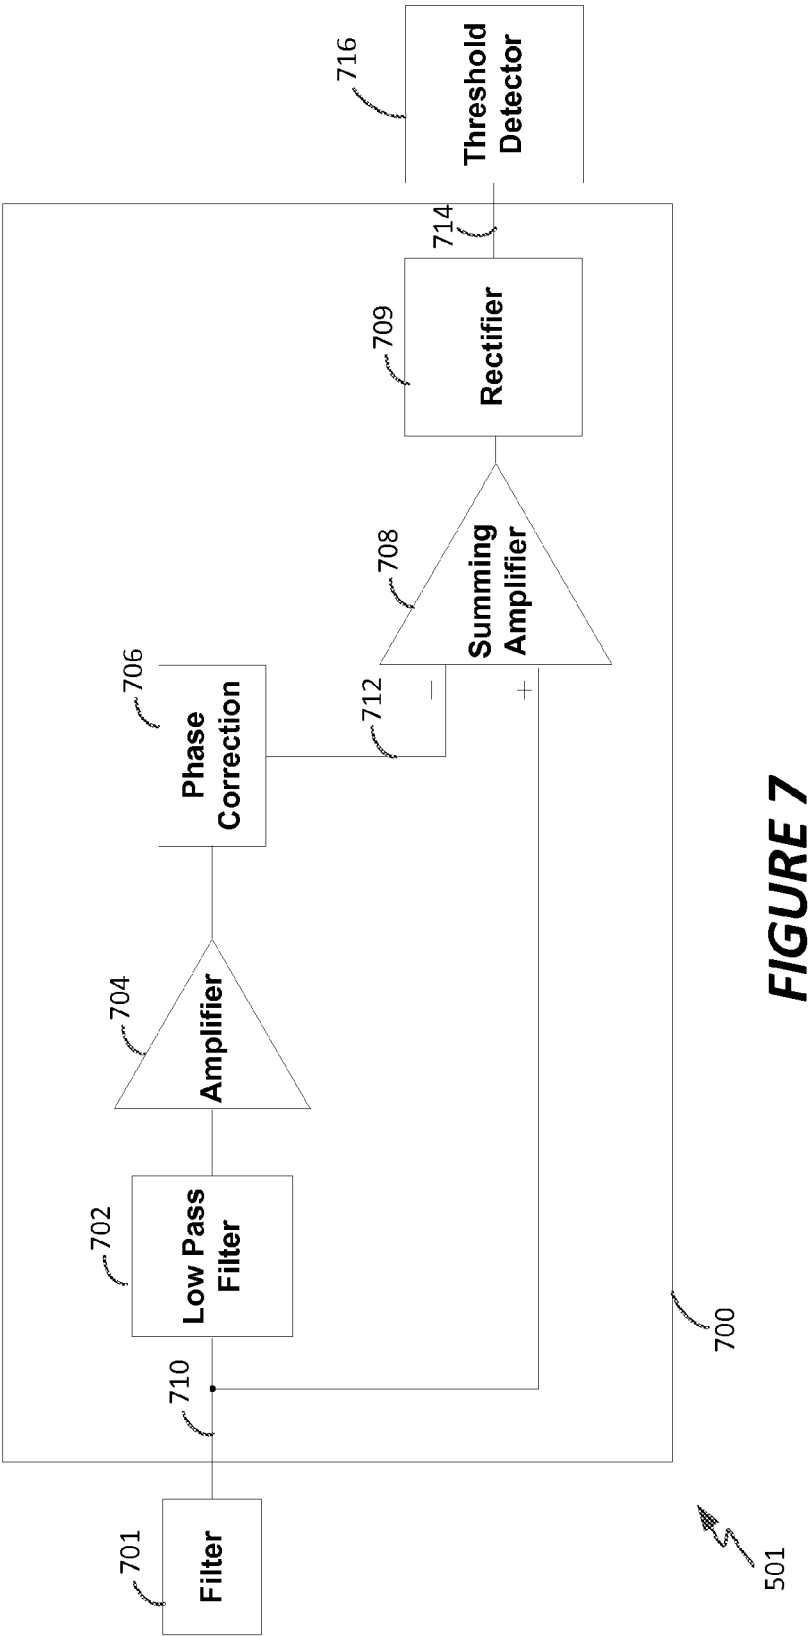 701
Filter
710
702
Low Pass
Filter
704
Amplifier
706
Phase
Correction
712
−
+
708
Summing
Amplifier
709
Rectifier
714
716
Threshold
Detector
700
501
FIGURE 7